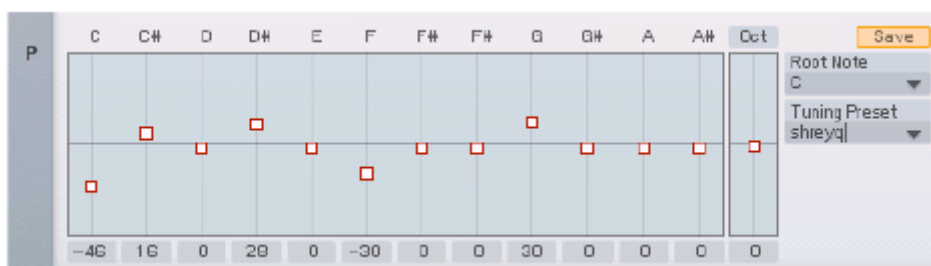 P
C C# D D# E F F# F# G G# A A# Oct
Save
Root Note
C
Tuning Preset
shreyq
-46 16 0 28 0 -30 0 0 30 0 0 0 0